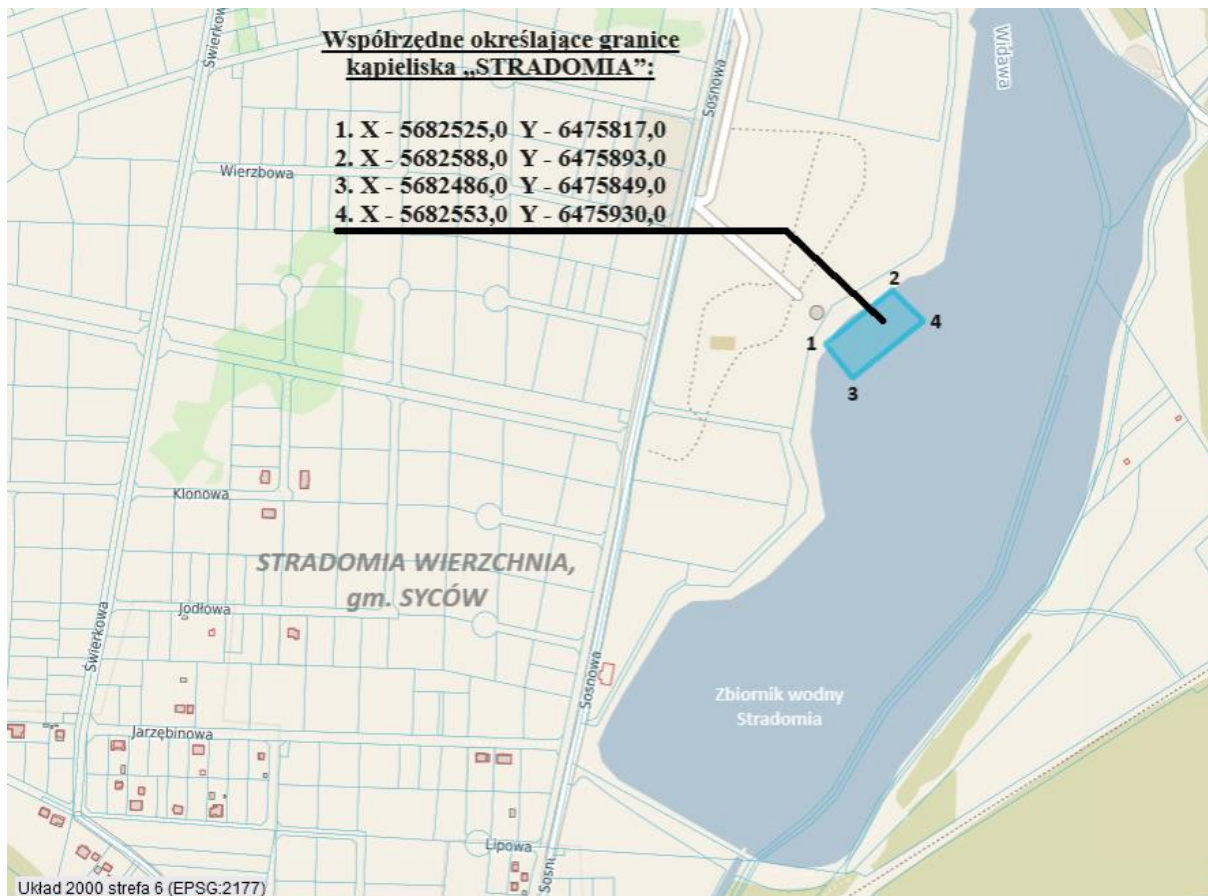 Współrzędne określające granice
kąpieliska „STRADOMIA”:
1. X - 5682525,0 Y - 6475817,0
2. X - 5682588,0 Y - 6475893,0
3. X - 5682486,0 Y - 6475849,0
4. X - 5682553,0 Y - 6475930,0
Świerkowa
Sosnowa
Widawa
Wierzbowa
2
4
1
3
Klonowa
STRADOMIA WIERZCHNIA,
gm. SYCÓW
Jodłowa
Świerkowa
Sosnowa
Zbiornik wodny
Stradomia
Jarzębinowa
Lipowa
Sosn
Układ 2000 strefa 6 (EPSG:2177)